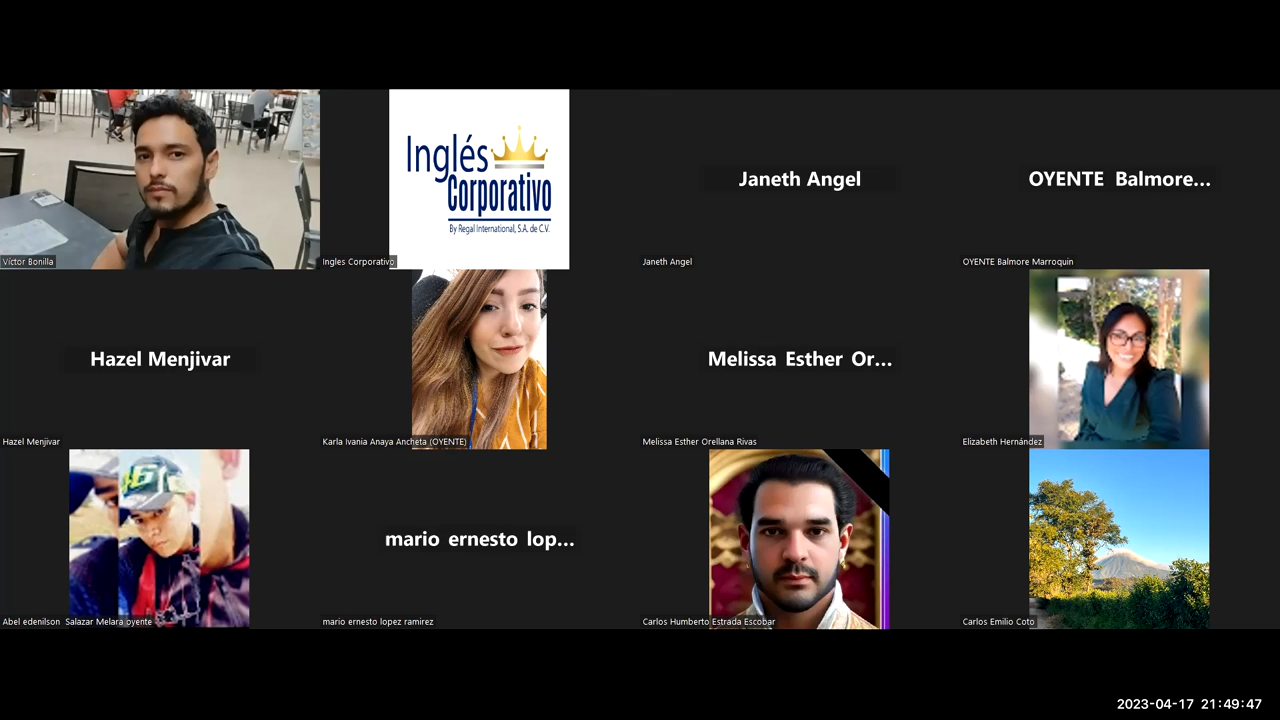 Inglés
Corporativo
By Regal International, S.A. de C.V.
Janeth Angel
OYENTE Balmore...
Víctor Bonilla
Ingles Corporativo
Janeth Angel
OYENTE Balmore Marroquin
Hazel Menjivar
Melissa Esther Or...
Hazel Menjivar
Karla Ivania Anaya Ancheta (OYENTE)
Melissa Esther Orellana Rivas
Elizabeth Hernández
46
mario ernesto lop...
Abel edenilson Salazar Melara oyente
mario ernesto lopez ramirez
Carlos Humberto Estrada Escobar
Carlos Emilio Coto
2023-04-17 21:49:47